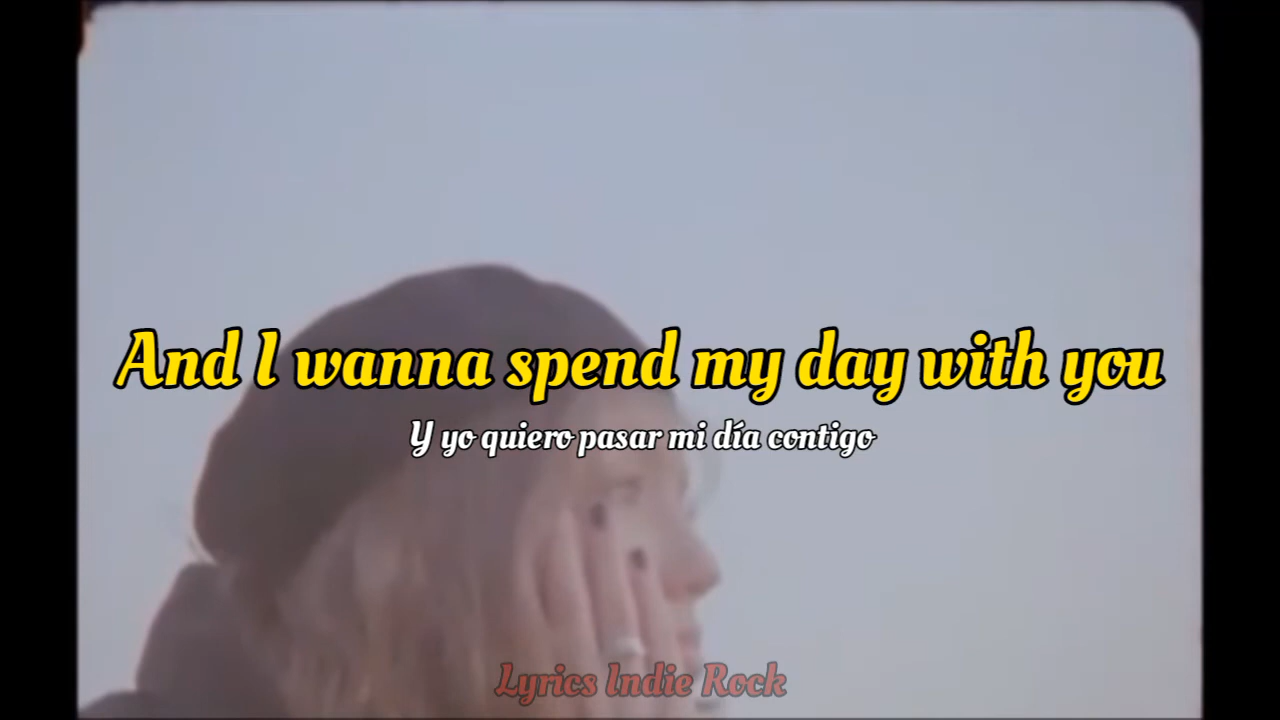 And I wanna spend my day with you
Y yo quiero pasar mi día contigo
Lyrics Indie Rock